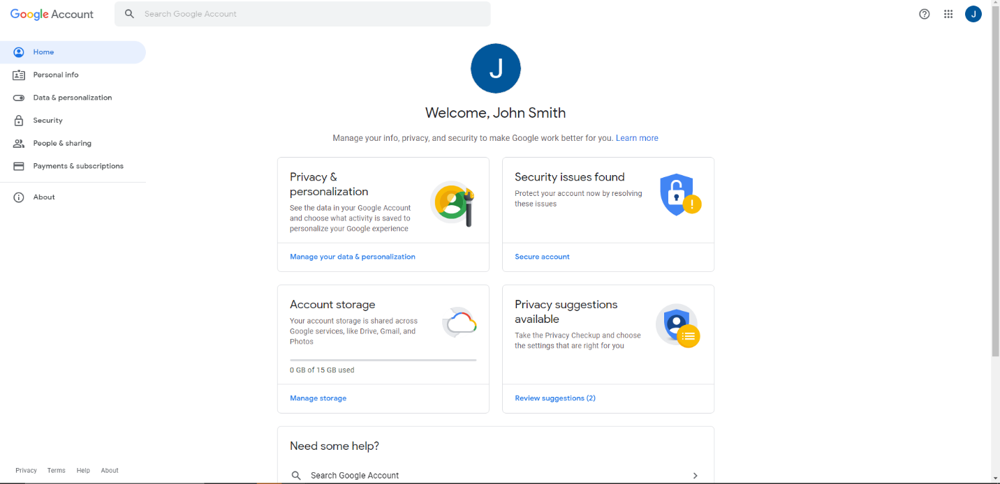 Google Account
Search Google Account
J
Home
Personal info
Data & personalization
Security
People & sharing
Payments & subscriptions
About
J
Welcome, John Smith
Manage your info, privacy, and security to make Google work better for you. Learn more
Privacy &
personalization
See the data in your Google Account
and choose what activity is saved to
personalize your Google experience
Manage your data & personalization
Security issues found
Protect your account now by resolving
these issues
Secure account
Account storage
Your account storage is shared across
Google services, like Drive, Gmail, and
Photos
0 GB of 15 GB used
Manage storage
Privacy suggestions
available
Take the Privacy Checkup and choose
the settings that are right for you
Review suggestions (2)
Need some help?
Search Google Account
Privacy Terms Help About